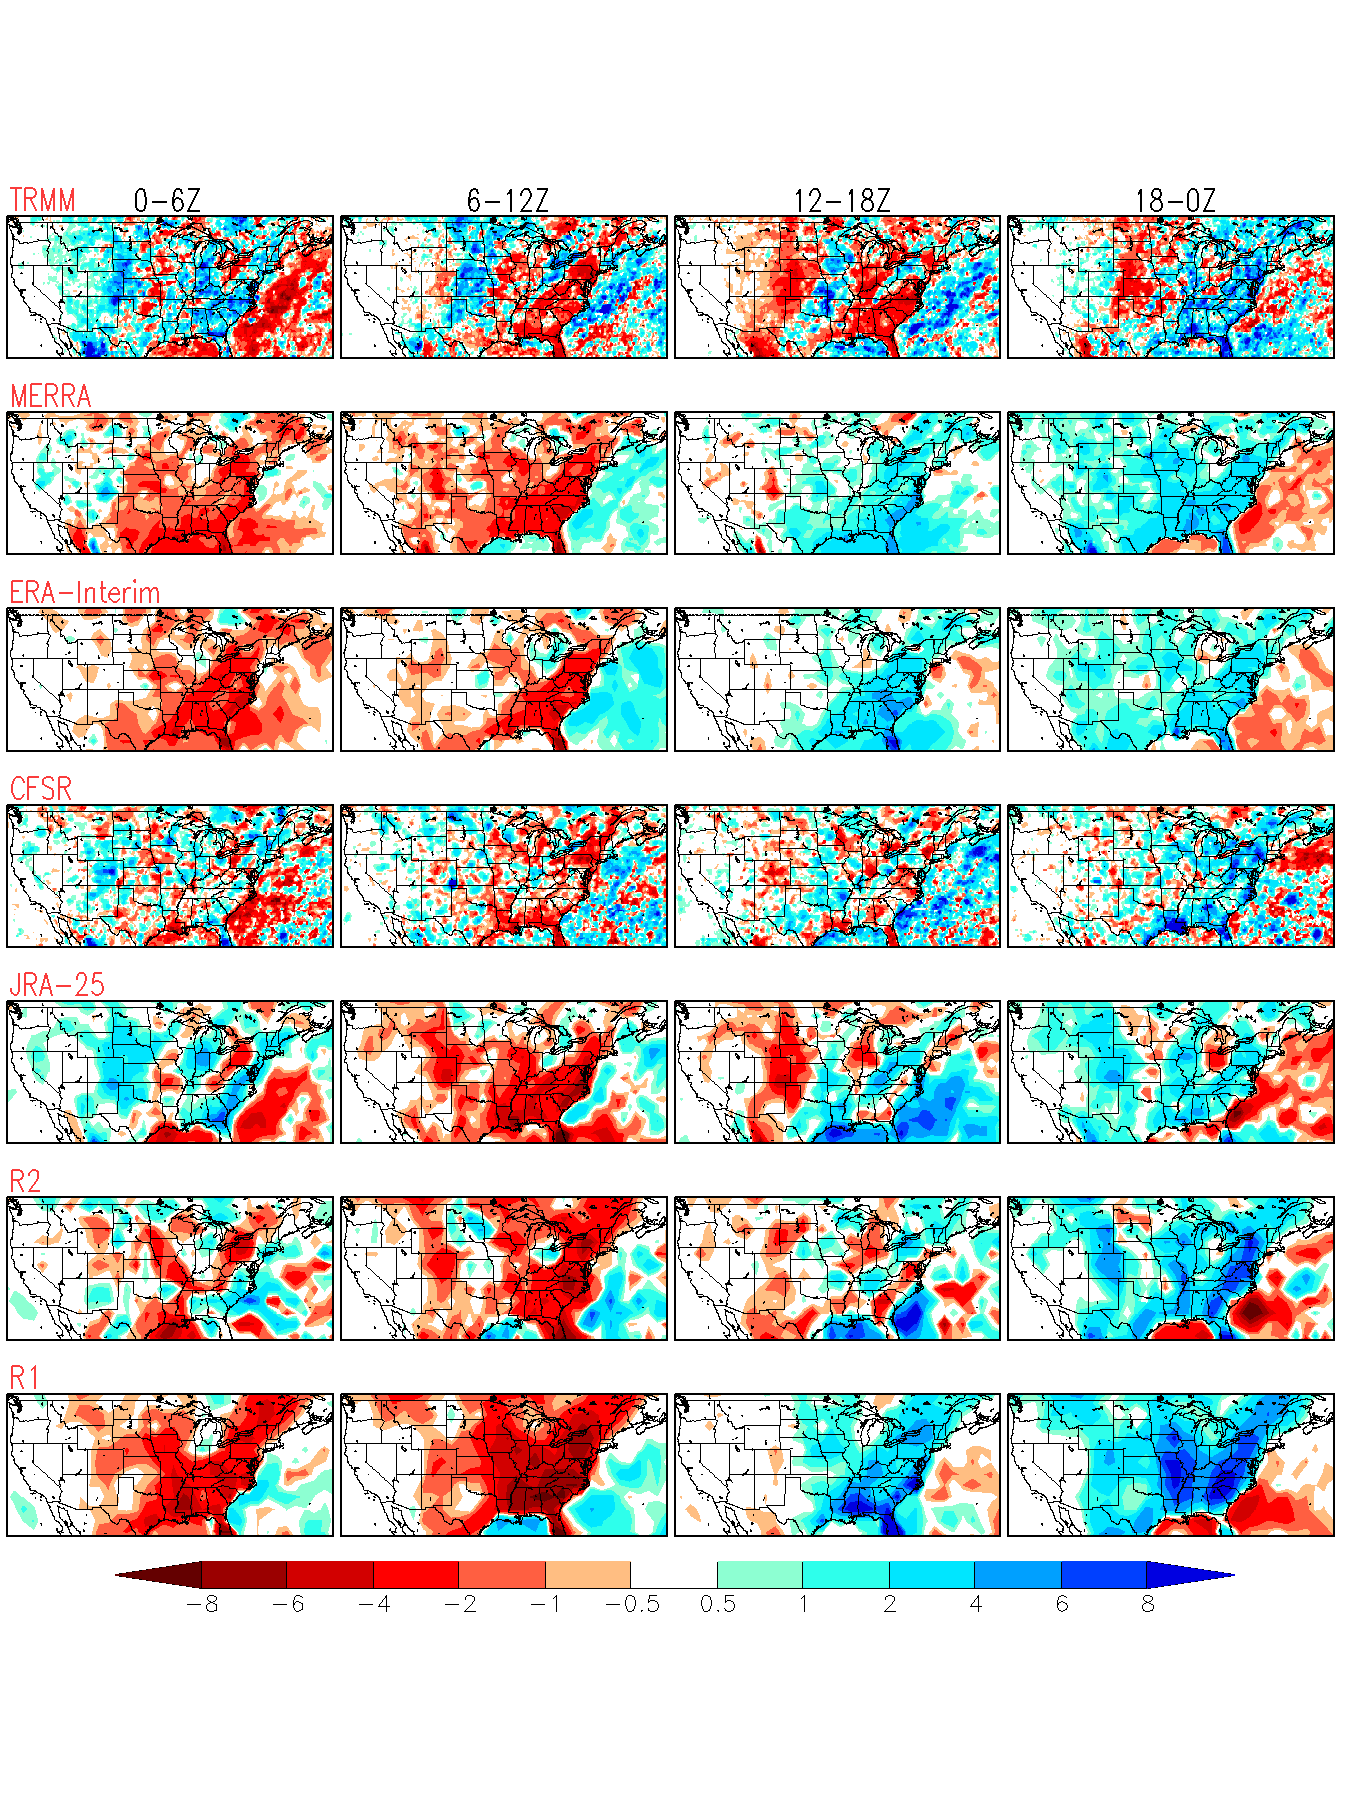 TRMM 0–6Z 6–12Z 12–18Z 18–0Z
MERRA
ERA–Interim
CFSR
JRA–25
R2
R1
−8 −6 −4 −2 −1 −0.5 0.5 1 2 4 6 8